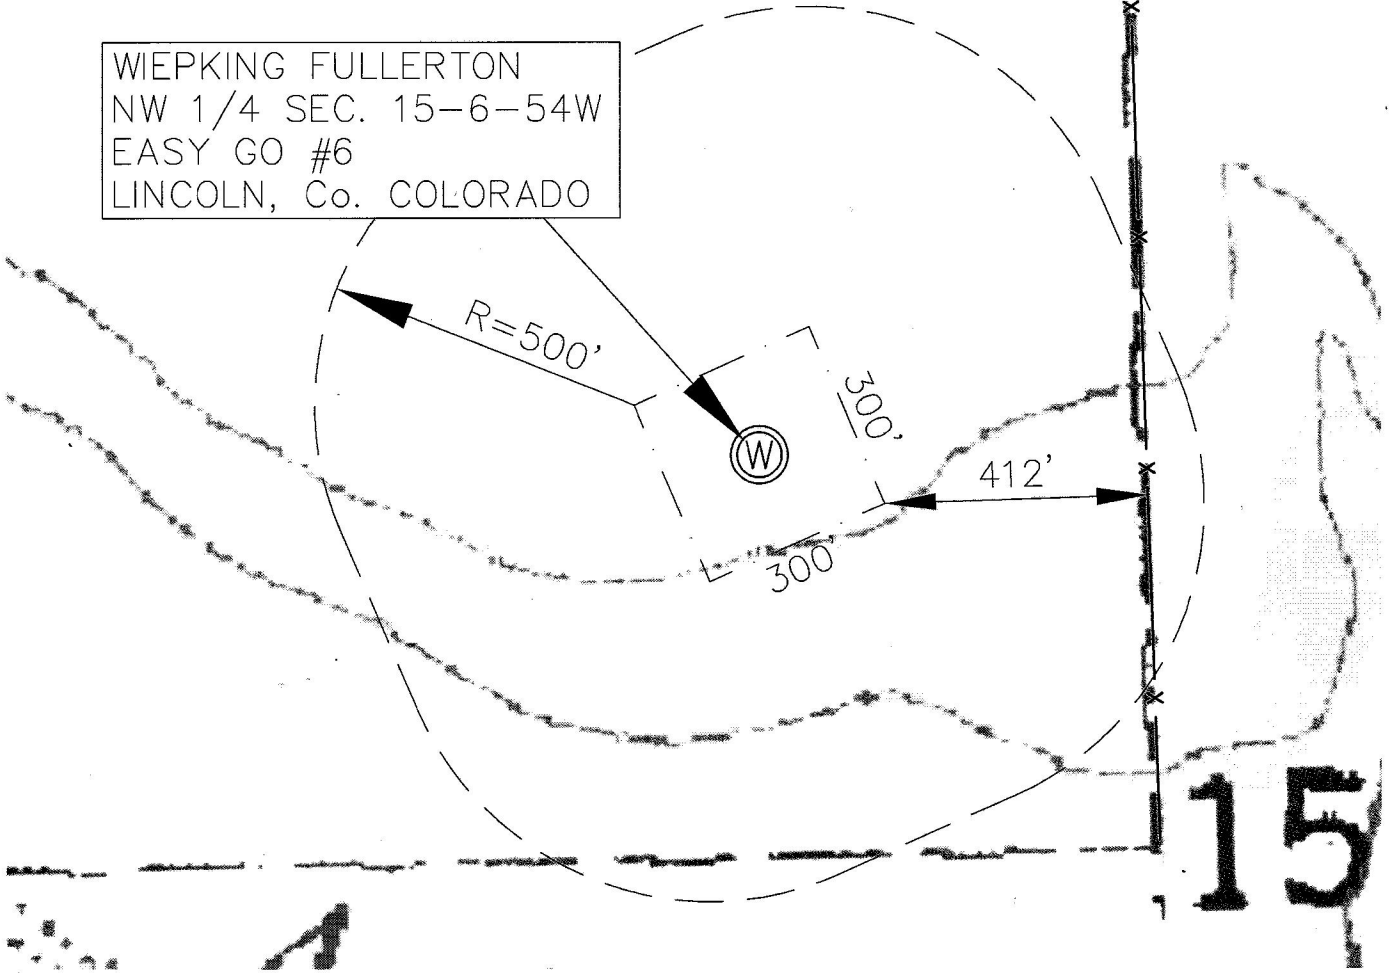 WIEPKING FULLERTON
NW 1/4 SEC. 15-6-54W
EASY GO #6
LINCOLN, Co. COLORADO
R=500'
300'
W
412'
300'
15